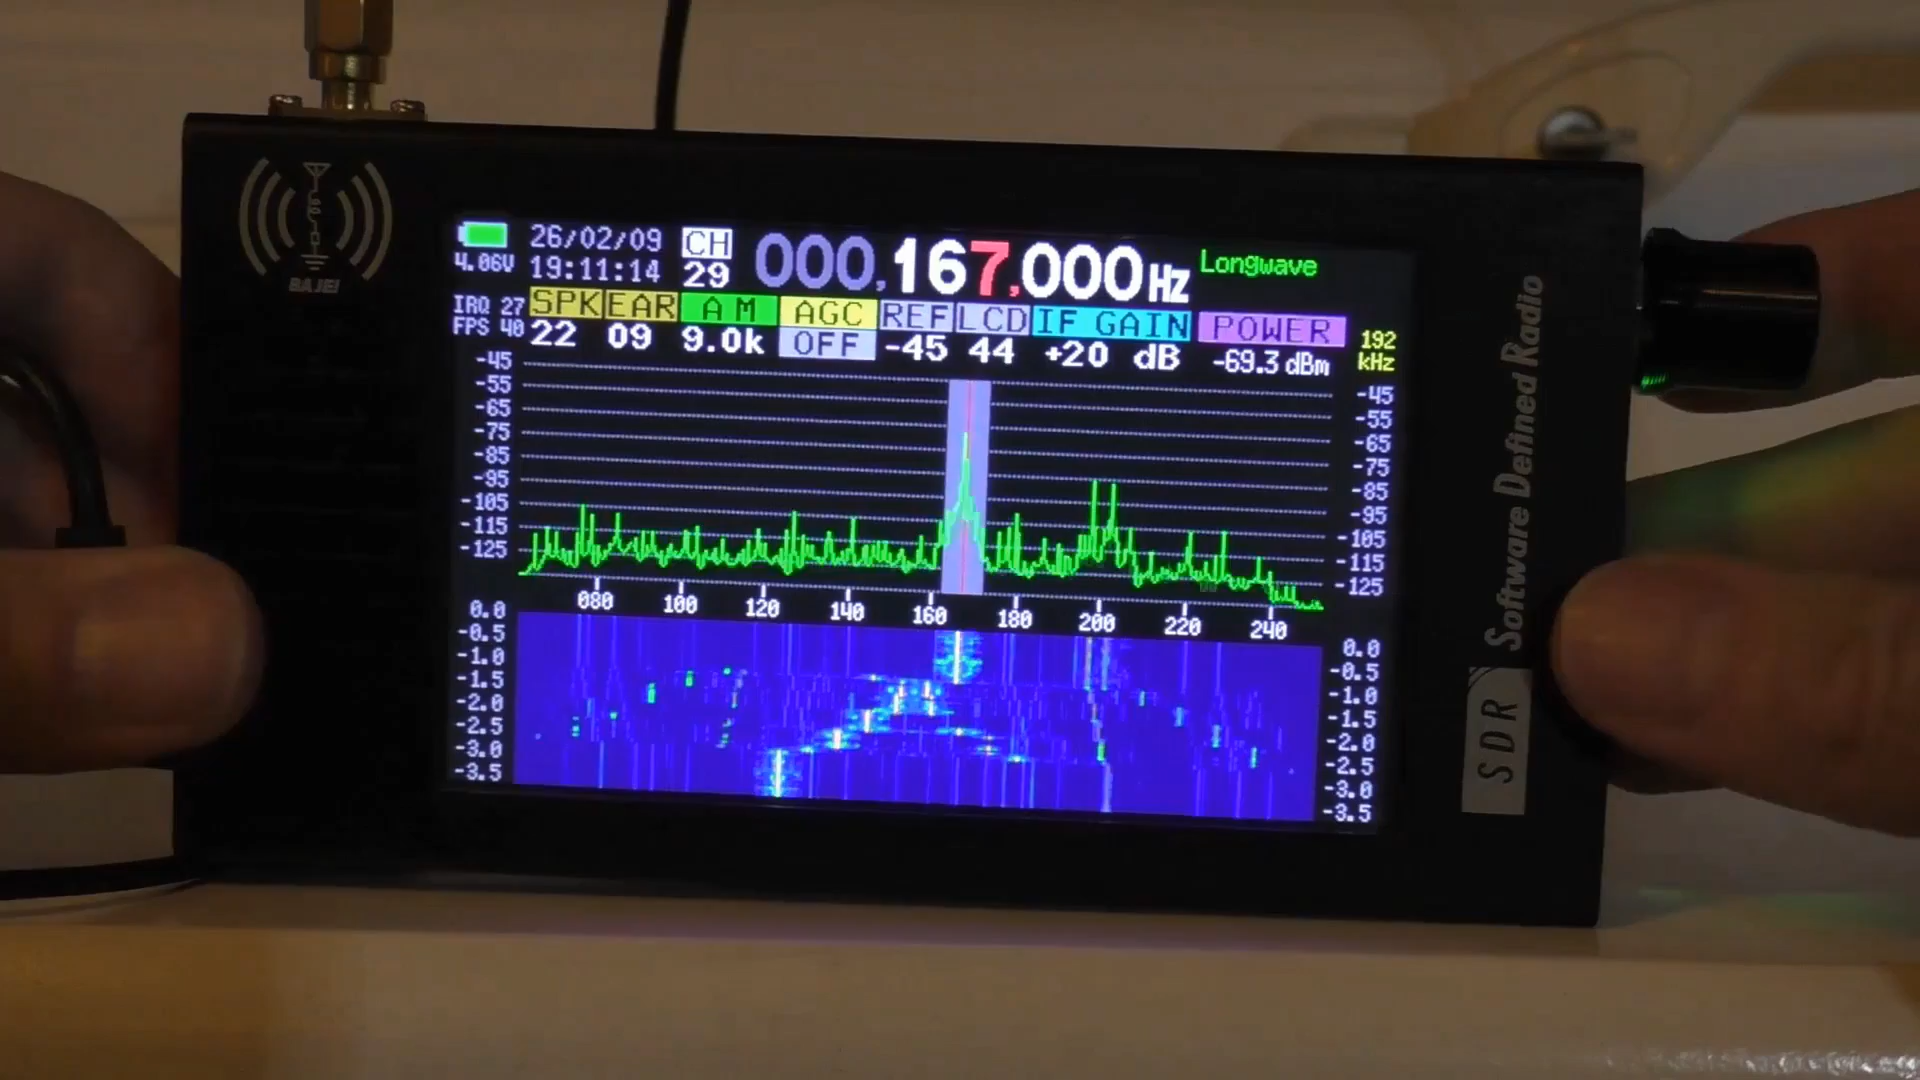 BAJEI
26/02/09 CH 000,167,000Hz Longwave
4.06V 19:11:14 29
IRQ 27 SPK EAR AM AGC REF LCD IF GAIN POWER 192
FPS 40 22 09 9.0k OFF -45 44 +20 dB -69.3 dBm kHz
-45 -45
-55 -55
-65 -65
-75 -75
-85 -85
-95 -95
-105 -105
-115 -115
-125 -125
080 100 120 140 160 180 200 220 240
0.0 0.0
-0.5 -0.5
-1.0 -1.0
-1.5 -1.5
-2.0 -2.0
-2.5 -2.5
-3.0 -3.0
-3.5 -3.5
SDR Software Defined Radio